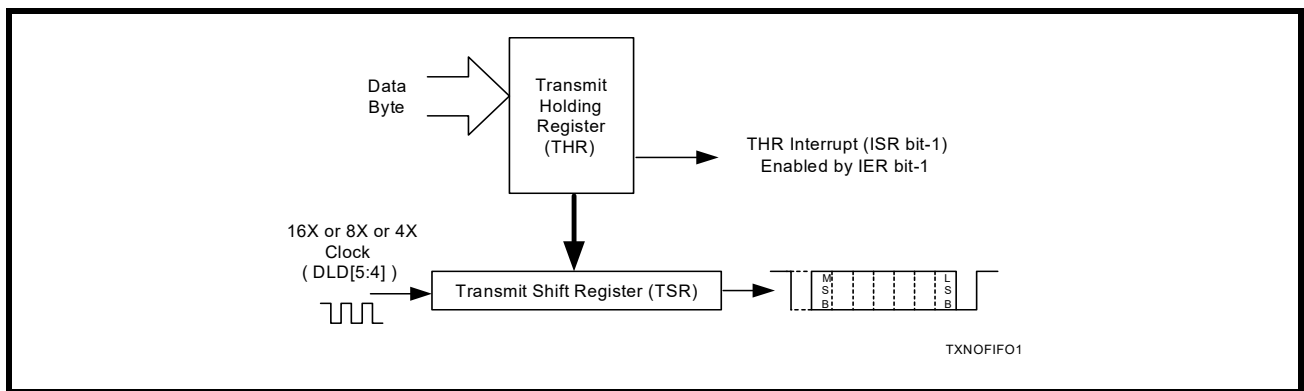 Data
Byte
Transmit
Holding
Register
(THR)
THR Interrupt (ISR bit-1)
Enabled by IER bit-1
16X or 8X or 4X
Clock
( DLD[5:4] )
Transmit Shift Register (TSR)
M
S
B
L
S
B
TXNOFIFO1